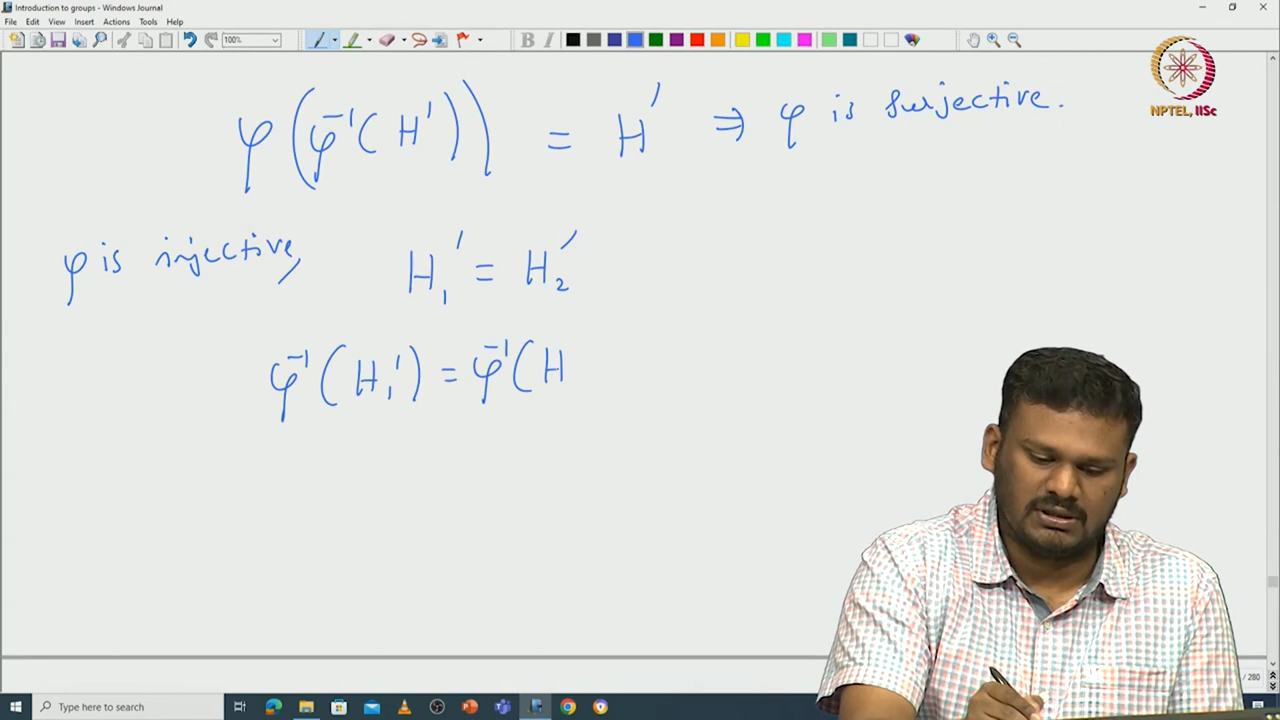 Introduction to groups - Windows Journal
File Edit View Insert Actions Tools Help
100%
B I
NPTEL, IISc
φ(φ⁻¹(H′)) = H′ ⇒ φ is surjective.
φ is injective, H₁′ = H₂′
φ⁻¹(H₁′) = φ⁻¹(H
/ 280
Type here to search